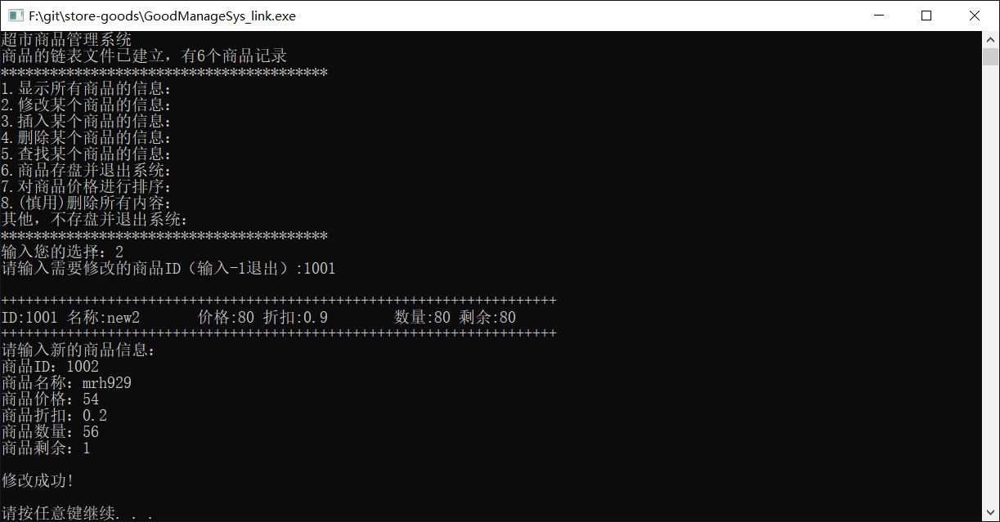 F:\git\store-goods\GoodManageSys_link.exe
超市商品管理系统
商品的链表文件已建立，有6个商品记录
****************************************
1.显示所有商品的信息：
2.修改某个商品的信息：
3.插入某个商品的信息：
4.删除某个商品的信息：
5.查找某个商品的信息：
6.商品存盘并退出系统：
7.对商品价格进行排序：
8.(慎用)删除所有内容：
其他，不存盘并退出系统：
****************************************
输入您的选择：2
请输入需要修改的商品ID（输入-1退出）:1001
++++++++++++++++++++++++++++++++++++++++++++++++++++++++++++++++++++
ID:1001 名称:new2       价格:80 折扣:0.9        数量:80 剩余:80
++++++++++++++++++++++++++++++++++++++++++++++++++++++++++++++++++++
请输入新的商品信息：
商品ID：1002
商品名称：mrh929
商品价格：54
商品折扣：0.2
商品数量：56
商品剩余：1
修改成功!
请按任意键继续. . .